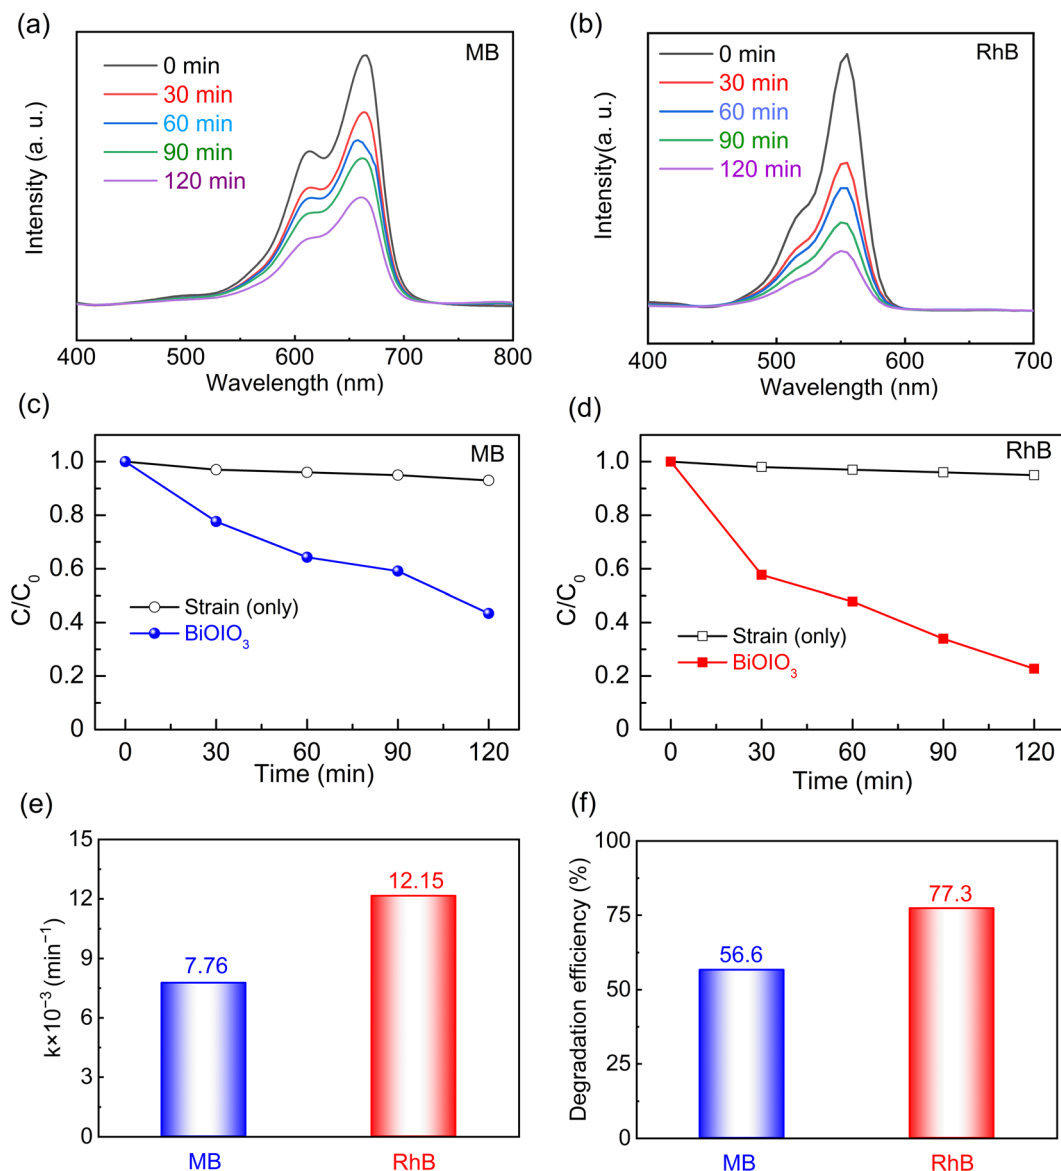 (a)
MB
0 min
30 min
60 min
90 min
120 min
Intensity (a. u.)
400 500 600 700 800
Wavelength (nm)
(b)
RhB
0 min
30 min
60 min
90 min
120 min
Intensity(a. u.)
400 500 600 700
Wavelength (nm)
(c)
MB
1.0
0.8
0.6
0.4
0.2
0
C/C₀
Strain (only)
BiOIO₃
0 30 60 90 120
Time (min)
(d)
RhB
1.0
0.8
0.6
0.4
0.2
0
C/C₀
Strain (only)
BiOIO₃
0 30 60 90 120
Time (min)
(e)
15
12
9
6
3
0
k×10⁻³ (min⁻¹)
7.76
12.15
MB RhB
(f)
100
75
50
25
0
Degradation efficiency (%)
56.6
77.3
MB RhB